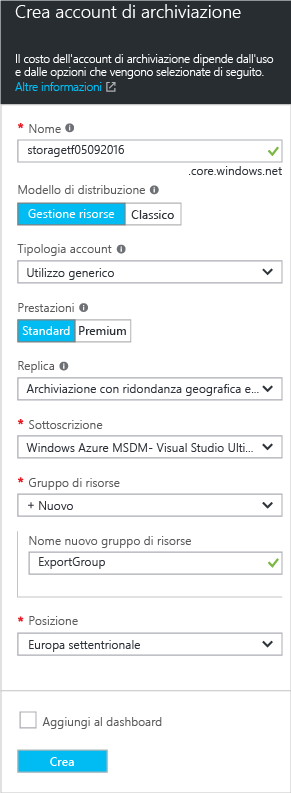 Crea account di archiviazione
Il costo dell'account di archiviazione dipende dall'uso
e dalle opzioni che vengono selezionate di seguito.
Altre informazioni
* Nome
storagetf05092016
.core.windows.net
Modello di distribuzione
Gestione risorse Classico
Tipologia account
Utilizzo generico
Prestazioni
Standard Premium
Replica
Archiviazione con ridondanza geografica e...
* Sottoscrizione
Windows Azure MSDM- Visual Studio Ulti...
* Gruppo di risorse
+ Nuovo
Nome nuovo gruppo di risorse
ExportGroup
* Posizione
Europa settentrionale
Aggiungi al dashboard
Crea